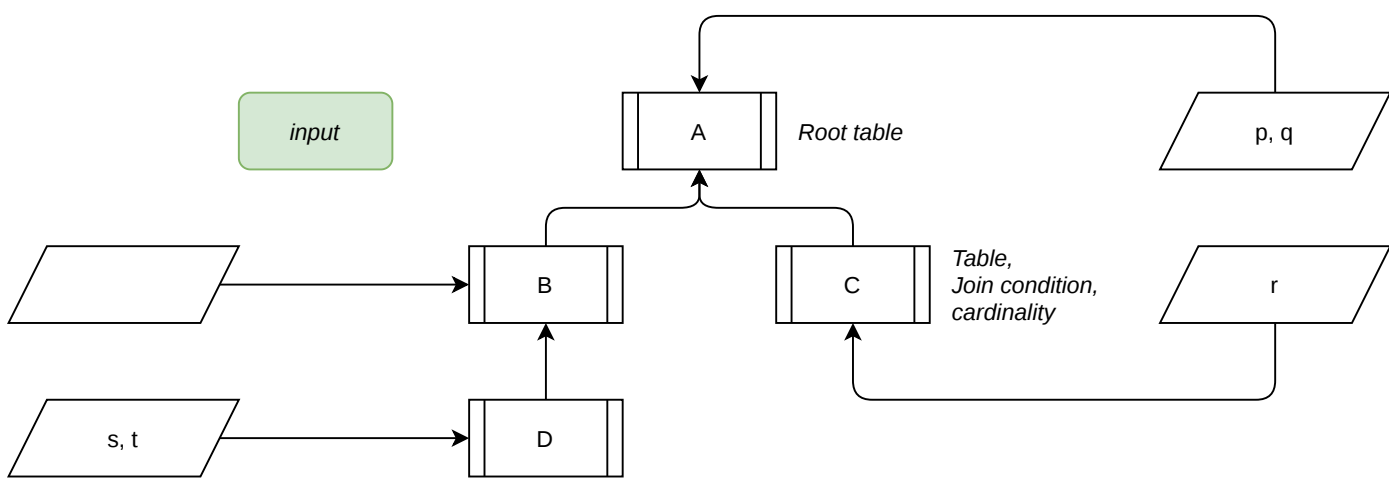 input
A
Root table
p, q
B
C
Table,
Join condition,
cardinality
r
s, t
D